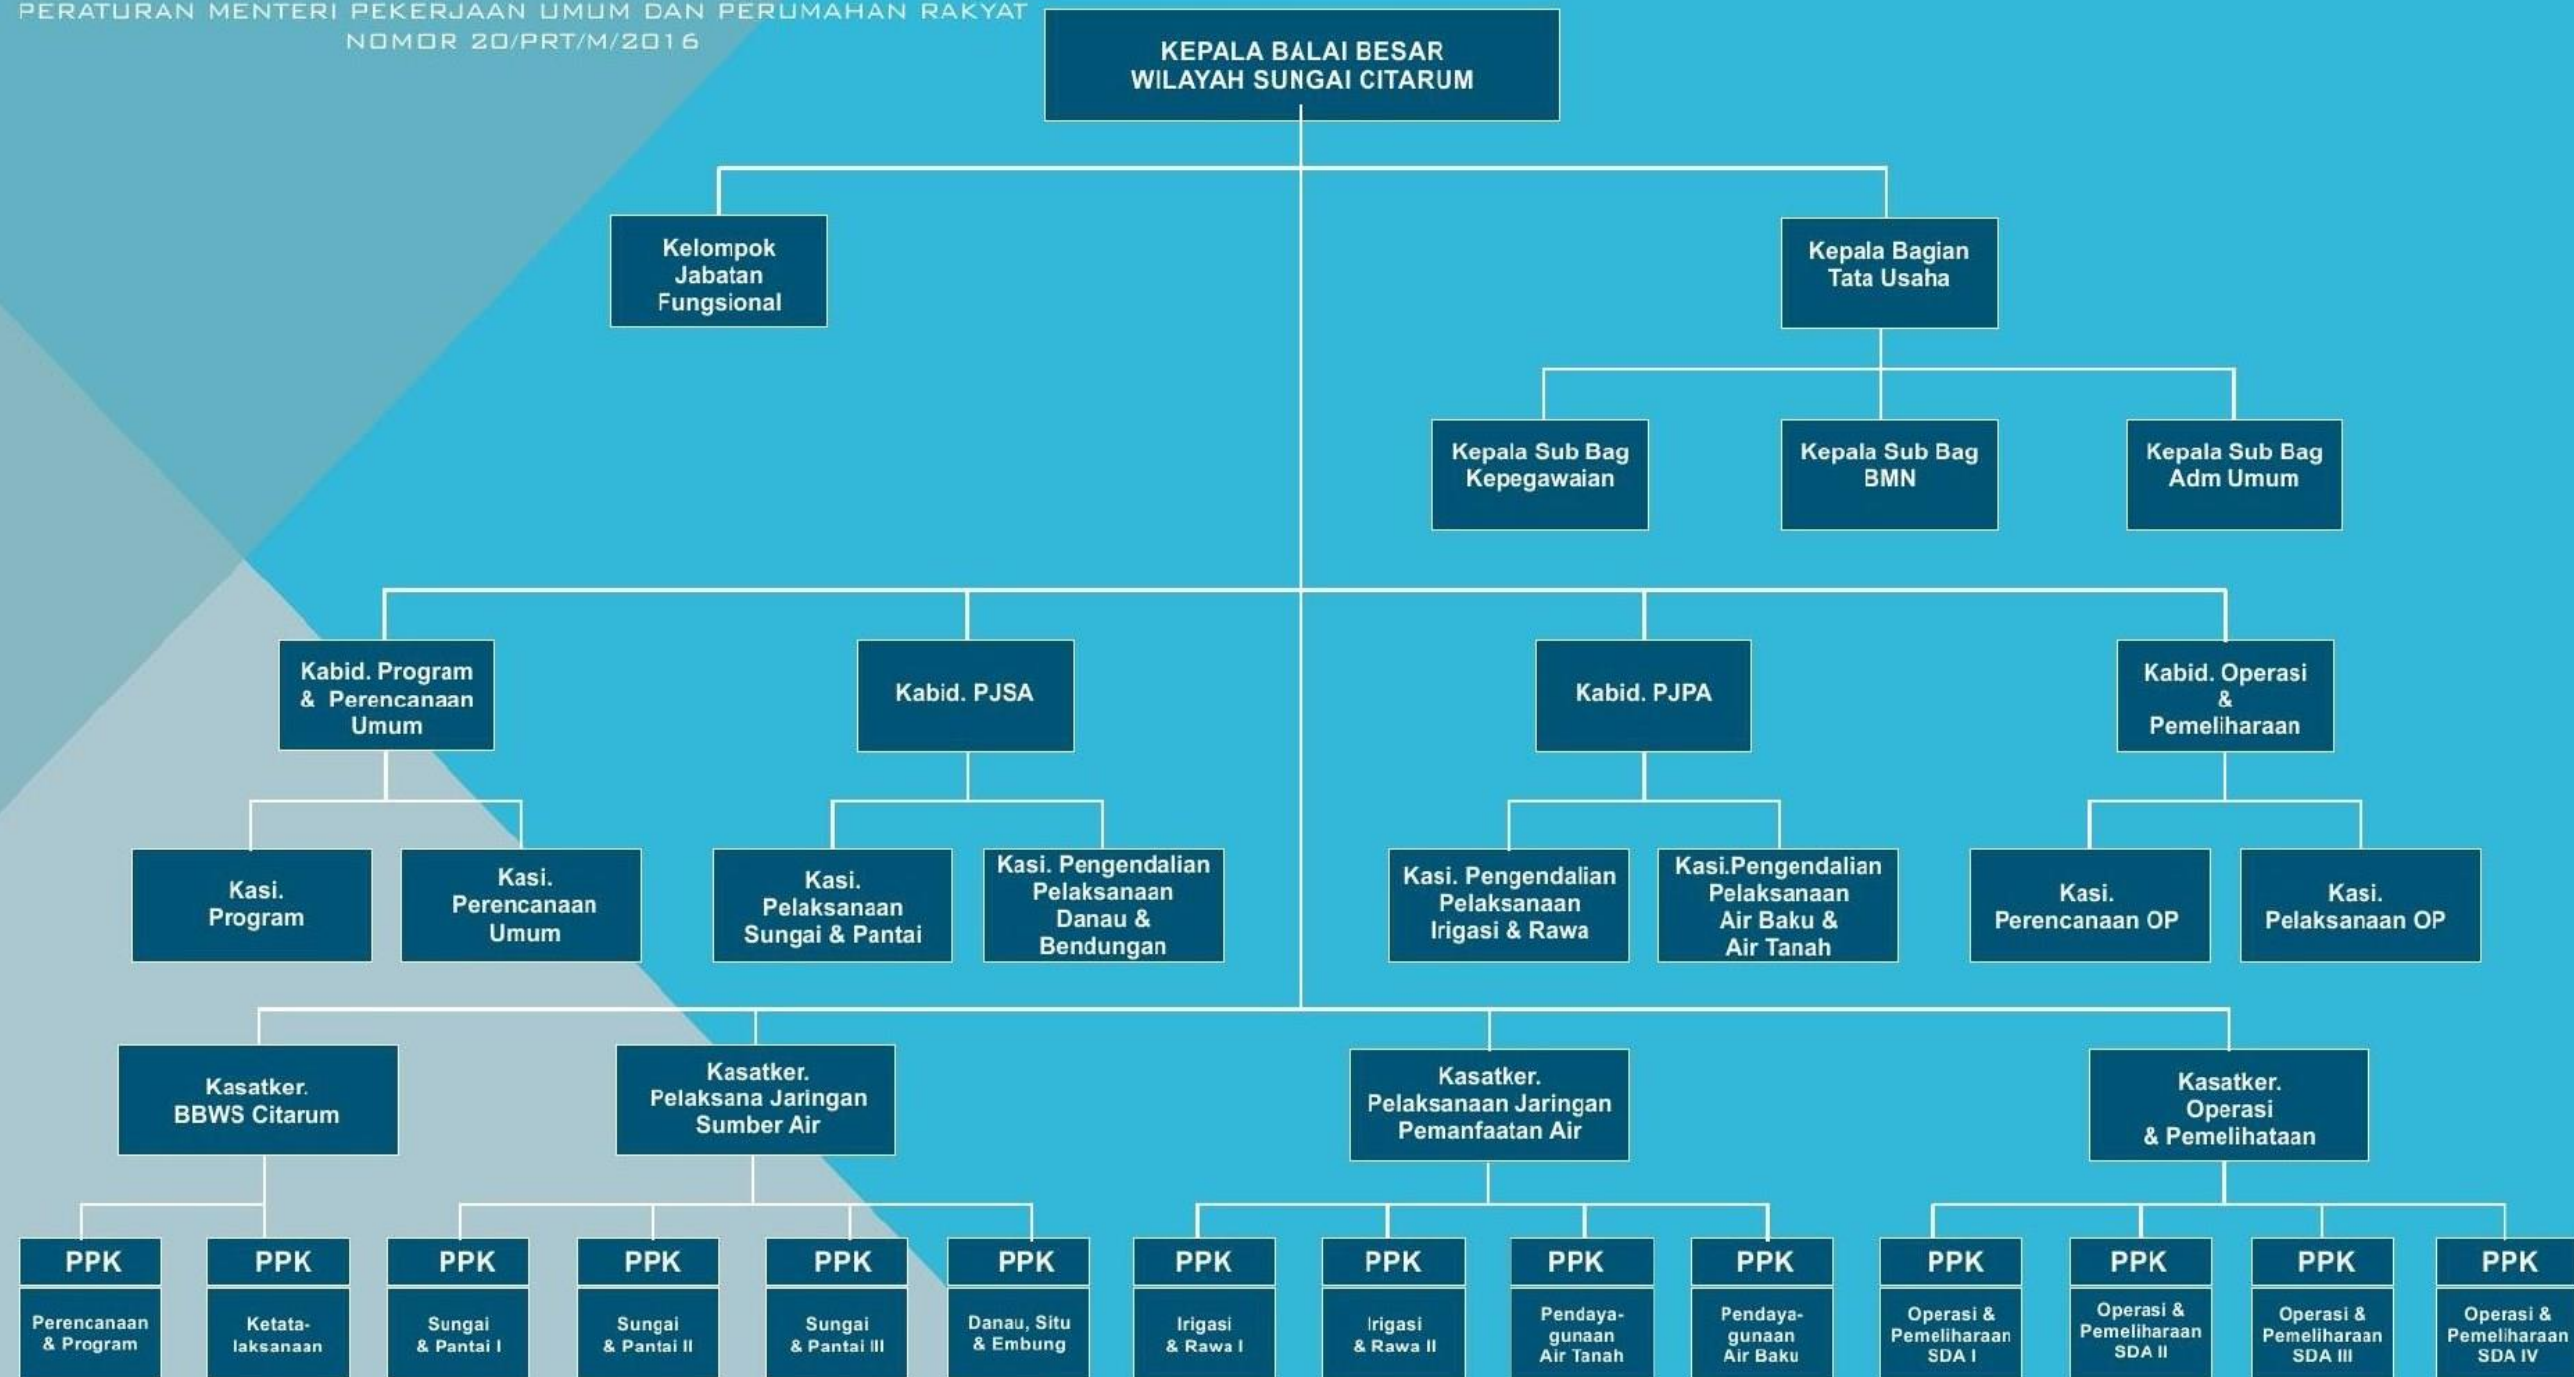 PERATURAN MENTERI PEKERJAAN UMUM DAN PERUMAHAN RAKYAT
NOMOR 20/PRT/M/2016
KEPALA BALAI BESAR
WILAYAH SUNGAI CITARUM
Kelompok
Jabatan
Fungsional
Kepala Bagian
Tata Usaha
Kepala Sub Bag
Kepegawaian
Kepala Sub Bag
BMN
Kepala Sub Bag
Adm Umum
Kabid. Program
& Perencanaan
Umum
Kabid. PJSA
Kabid. PJPA
Kabid. Operasi
&
Pemeliharaan
Kasi.
Program
Kasi.
Perencanaan
Umum
Kasi.
Pelaksanaan
Sungai & Pantai
Kasi. Pengendalian
Pelaksanaan
Danau &
Bendungan
Kasi. Pengendalian
Pelaksanaan
Irigasi & Rawa
Kasi.Pengendalian
Pelaksanaan
Air Baku &
Air Tanah
Kasi.
Perencanaan OP
Kasi.
Pelaksanaan OP
Kasatker.
BBWS Citarum
Kasatker.
Pelaksana Jaringan
Sumber Air
Kasatker.
Pelaksanaan Jaringan
Pemanfaatan Air
Kasatker.
Operasi
& Pemelihataan
PPK
Perencanaan
& Program
PPK
Ketata-
laksanaan
PPK
Sungai
& Pantai I
PPK
Sungai
& Pantai II
PPK
Sungai
& Pantai III
PPK
Danau, Situ
& Embung
PPK
Irigasi
& Rawa I
PPK
Irigasi
& Rawa II
PPK
Pendaya-
gunaan
Air Tanah
PPK
Pendaya-
gunaan
Air Baku
PPK
Operasi &
Pemeliharaan
SDA I
PPK
Operasi &
Pemeliharaan
SDA II
PPK
Operasi &
Pemeliharaan
SDA III
PPK
Operasi &
Pemeliharaan
SDA IV